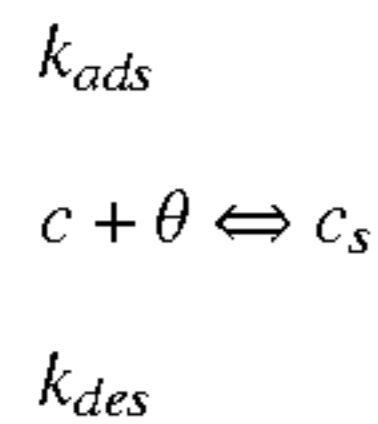 k_ads
c + θ ⇔ c_s
k_des